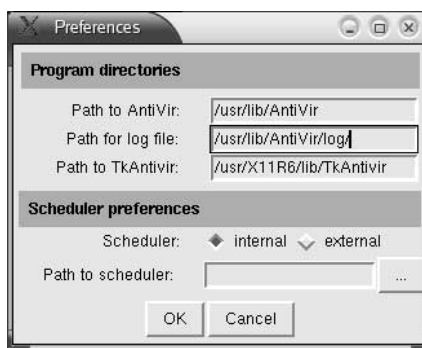 Preferences
Program directories
Path to AntiVir: /usr/lib/AntiVir
Path for log file: /usr/lib/AntiVir/log/
Path to TkAntivir: /usr/X11R6/lib/TkAntivir
Scheduler preferences
Scheduler: internal external
Path to scheduler: ...
OK Cancel